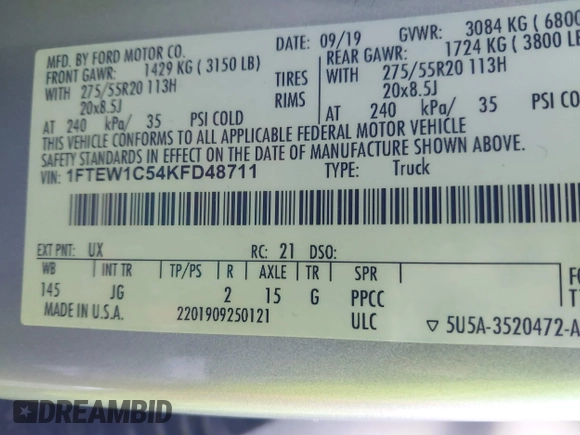 MFD. BY FORD MOTOR CO. DATE: 09/19 GVWR: 3084 KG ( 6800
FRONT GAWR: 1429 KG ( 3150 LB) REAR GAWR: 1724 KG ( 3800 LB
WITH 275/55R20 113H TIRES WITH 275/55R20 113H
20x8.5J RIMS 20x8.5J
AT 240 kPa/ 35 PSI COLD AT 240 kPa/ 35 PSI COL
THIS VEHICLE CONFORMS TO ALL APPLICABLE FEDERAL MOTOR VEHICLE
SAFETY STANDARDS IN EFFECT ON THE DATE OF MANUFACTURE SHOWN ABOVE.
VIN: 1FTEW1C54KFD48711 TYPE: Truck
EXT PNT: UX RC: 21 DSO:
WB INT TR TP/PS R AXLE TR SPR
145 JG 2 15 G PPCC
MADE IN U.S.A. 2201909250121 ULC ▽ 5U5A-3520472-A
DREAMBID